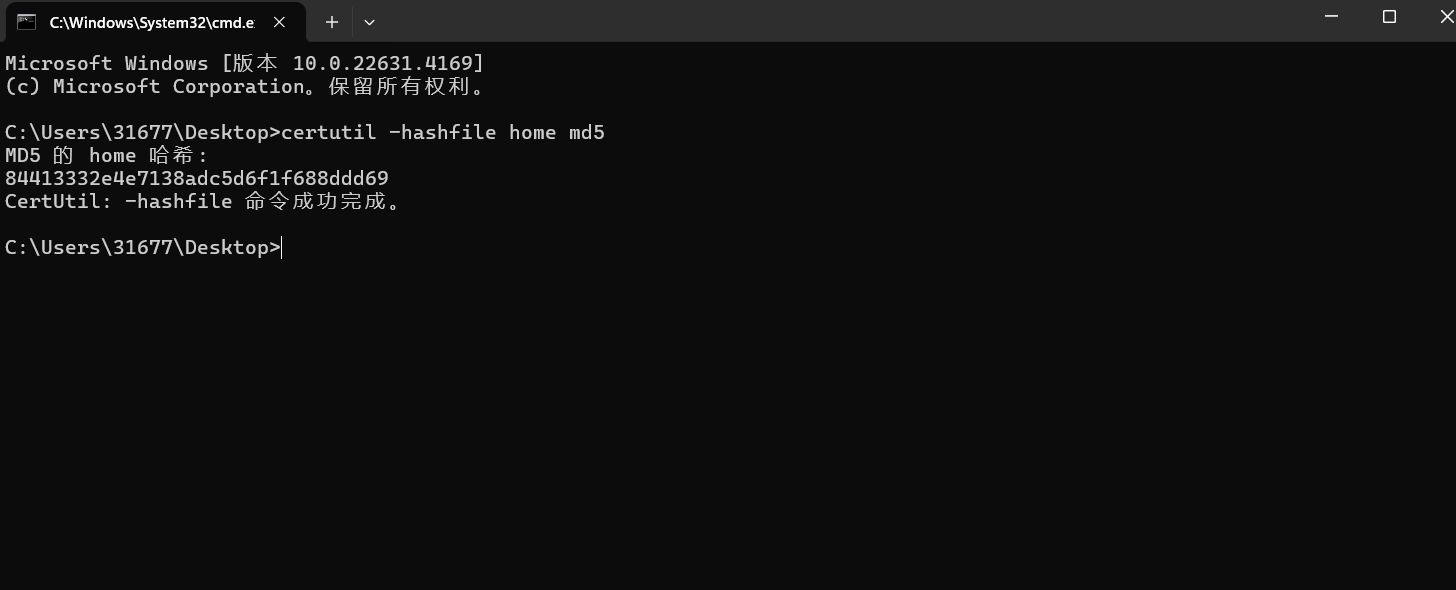 C:\Windows\System32\cmd.e
Microsoft Windows [版本 10.0.22631.4169]
(c) Microsoft Corporation。保留所有权利。
C:\Users\31677\Desktop>certutil -hashfile home md5
MD5 的 home 哈希:
84413332e4e7138adc5d6f1f688ddd69
CertUtil: -hashfile 命令成功完成。
C:\Users\31677\Desktop>